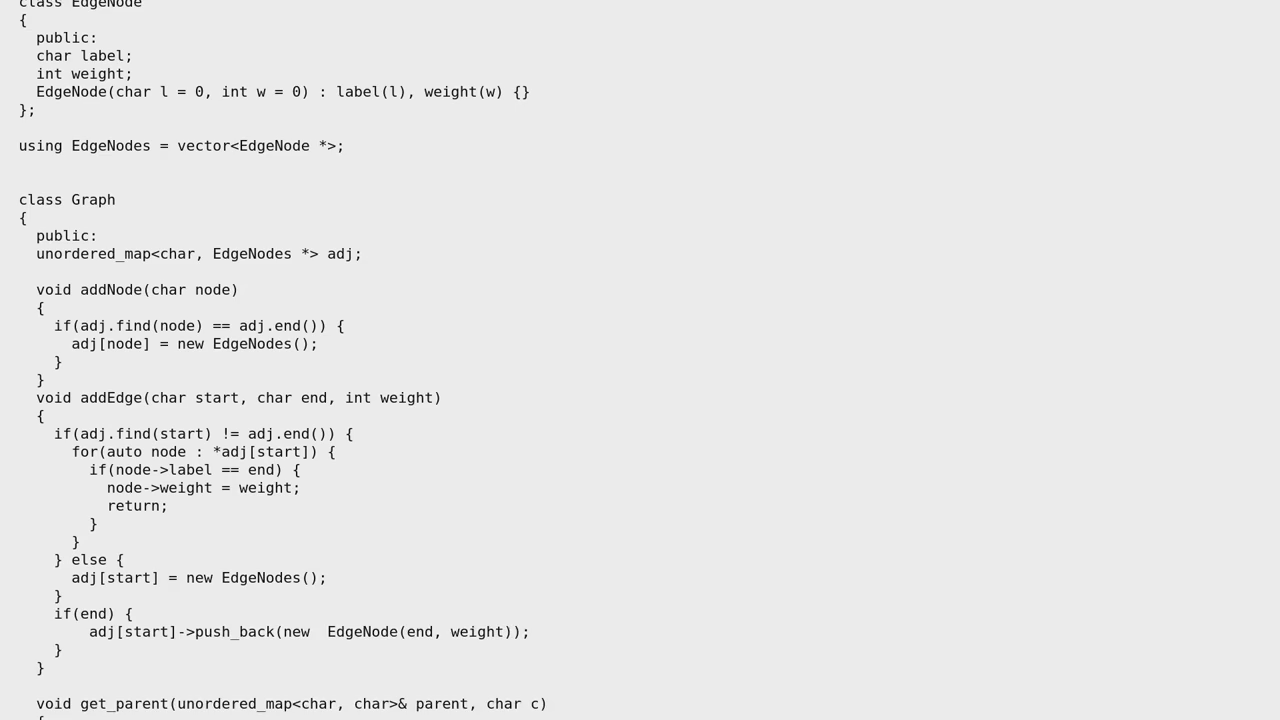 class EdgeNode
{
  public:
  char label;
  int weight;
  EdgeNode(char l = 0, int w = 0) : label(l), weight(w) {}
};

using EdgeNodes = vector<EdgeNode *>;


class Graph
{
  public:
  unordered_map<char, EdgeNodes *> adj;

  void addNode(char node)
  {
    if(adj.find(node) == adj.end()) {
      adj[node] = new EdgeNodes();
    }
  }
  void addEdge(char start, char end, int weight)
  {
    if(adj.find(start) != adj.end()) {
      for(auto node : *adj[start]) {
        if(node->label == end) {
          node->weight = weight;
          return;
        }
      }
    } else {
      adj[start] = new EdgeNodes();
    }
    if(end) {
        adj[start]->push_back(new  EdgeNode(end, weight));
    }
  }

  void get_parent(unordered_map<char, char>& parent, char c)
  {